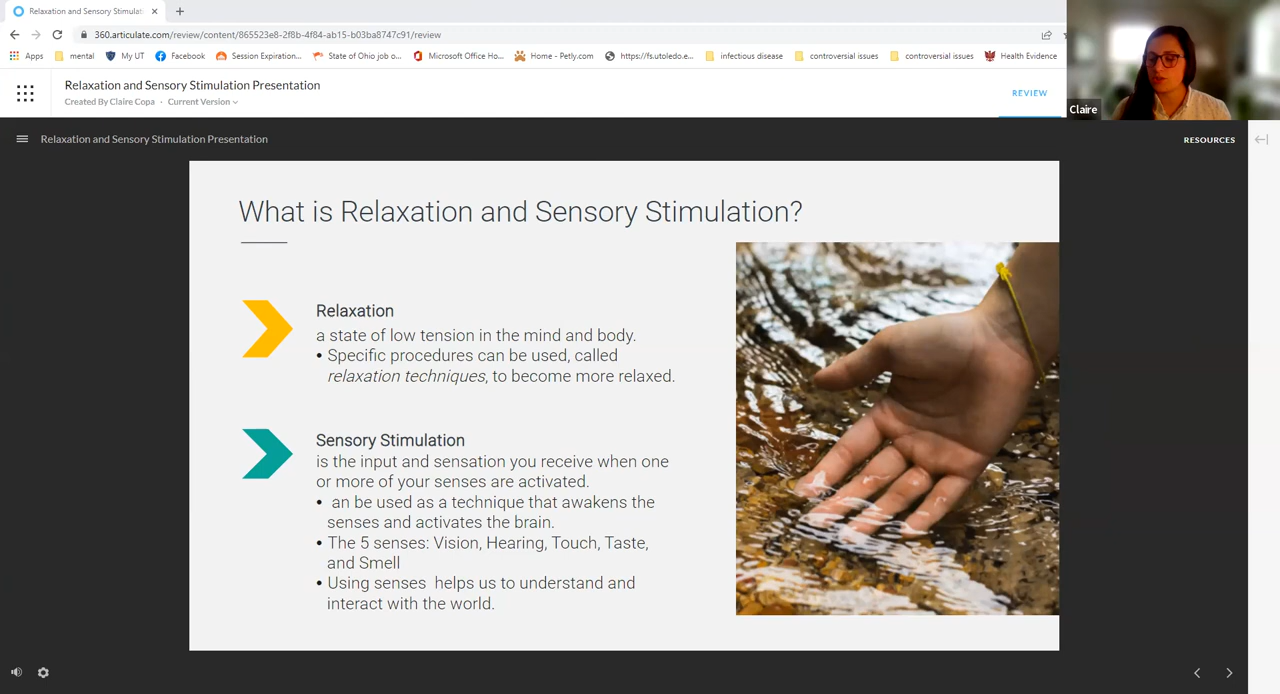 Relaxation and Sensory Stimulat
360.articulate.com/review/content/865523e8-2f8b-4f84-ab15-b03ba8747c91/review
Apps mental My UT Facebook Session Expiration... State of Ohio job o... Microsoft Office Ho... Home - Petly.com https://fs.utoledo.e... infectious disease controversial issues controversial issues Health Evidence
Relaxation and Sensory Stimulation Presentation
Created By Claire Copa · Current Version
REVIEW
Claire
Relaxation and Sensory Stimulation Presentation
RESOURCES
What is Relaxation and Sensory Stimulation?
Relaxation
a state of low tension in the mind and body.
• Specific procedures can be used, called
relaxation techniques, to become more relaxed.
Sensory Stimulation
is the input and sensation you receive when one
or more of your senses are activated.
• an be used as a technique that awakens the
senses and activates the brain.
• The 5 senses: Vision, Hearing, Touch, Taste,
and Smell
• Using senses helps us to understand and
interact with the world.